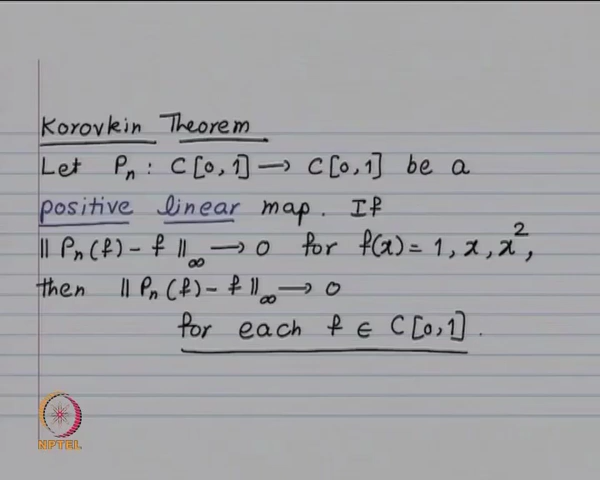 Korovkin Theorem
Let Pₙ : C[0,1] → C[0,1] be a
positive linear map. If
‖ Pₙ(f) - f ‖∞ → 0 for f(x) = 1, x, x²,
then ‖ Pₙ(f) - f ‖∞ → 0
for each f ∈ C[0,1].
NPTEL